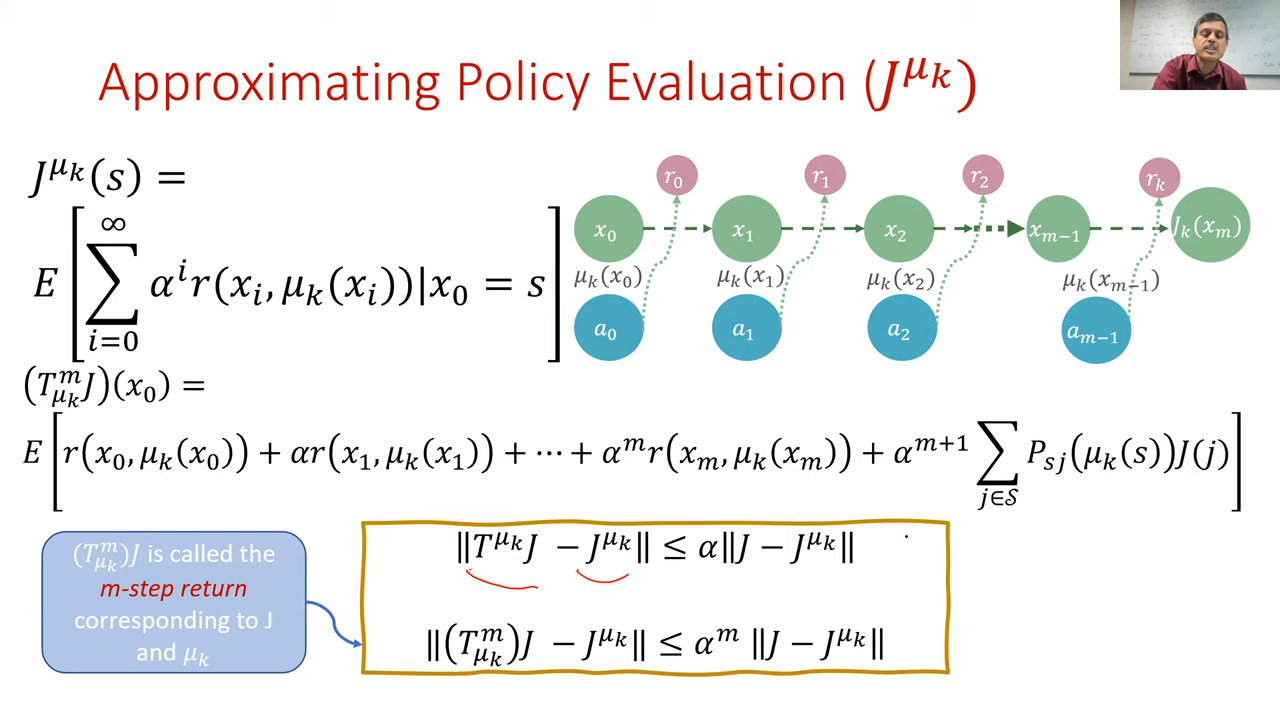 Approximating Policy Evaluation (J^{μ_k})
J^{μ_k}(s) =
E[∑_{i=0}^{∞} α^i r(x_i, μ_k(x_i))|x_0 = s]
r_0 r_1 r_2 r_k
x_0 x_1 x_2 x_{m−1} J_k(x_m)
μ_k(x_0) μ_k(x_1) μ_k(x_2) μ_k(x_{m−1})
a_0 a_1 a_2 a_{m−1}
(T_{μ_k}^m J)(x_0) =
E[r(x_0, μ_k(x_0)) + αr(x_1, μ_k(x_1)) + ⋯ + α^m r(x_m, μ_k(x_m)) + α^{m+1} ∑_{j∈𝒮} P_{sj}(μ_k(s))J(j)]
(T_{μ_k}^m)J is called the
m-step return
corresponding to J
and μ_k
‖T^{μ_k}J − J^{μ_k}‖ ≤ α‖J − J^{μ_k}‖
‖(T_{μ_k}^m)J − J^{μ_k}‖ ≤ α^m ‖J − J^{μ_k}‖